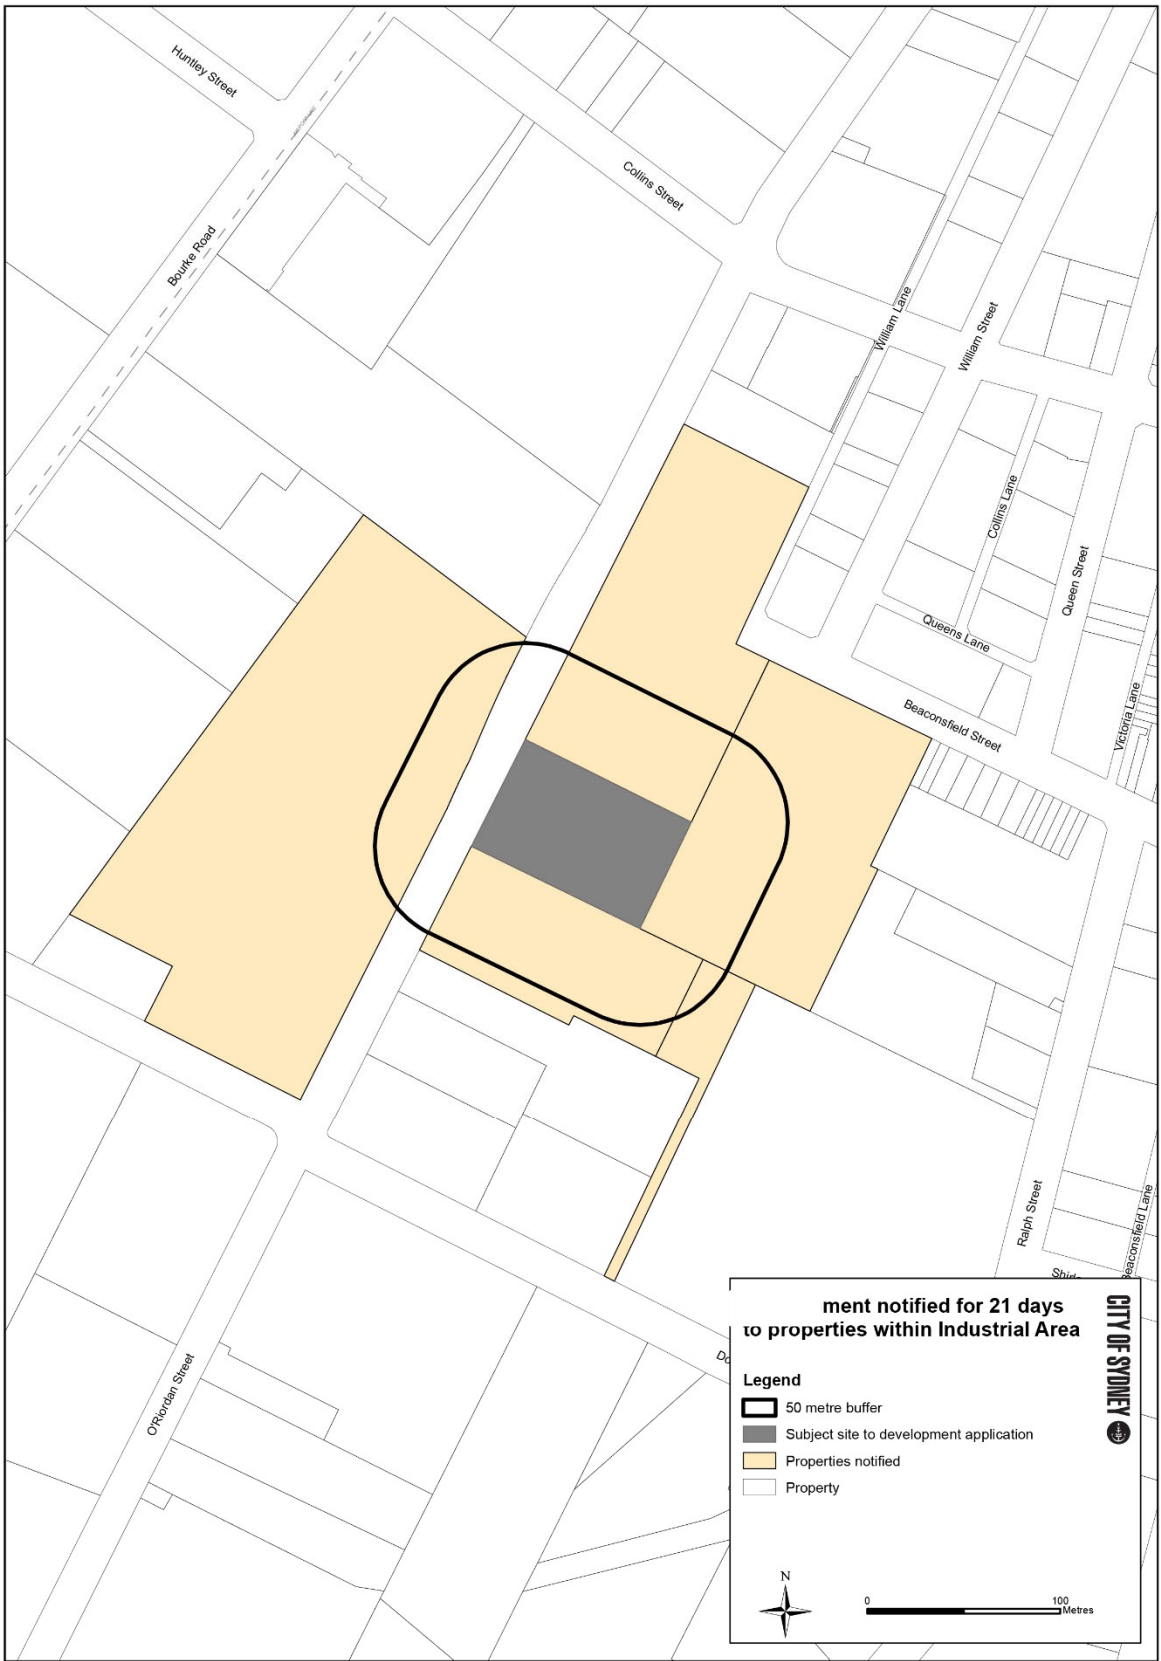 Huntley Street
Collins Street
Bourke Road
William Lane
William Street
Collins Lane
Queen Street
Queens Lane
Victoria Lane
Beaconsfield Street
Ralph Street
Beaconsfield Lane
O'Riordan Street
ment notified for 21 days
to properties within Industrial Area
CITY OF SYDNEY
Legend
50 metre buffer
Subject site to development application
Properties notified
Property
N
0 100
Metres